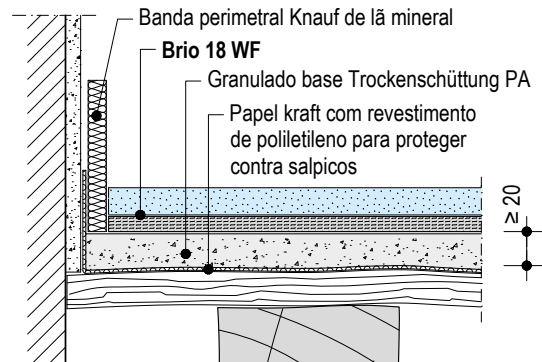 Banda perimetral Knauf de lã mineral
Brio 18 WF
Granulado base Trockenschüttung PA
Papel kraft com revestimento
de poliletileno para proteger
contra salpicos
≥ 20